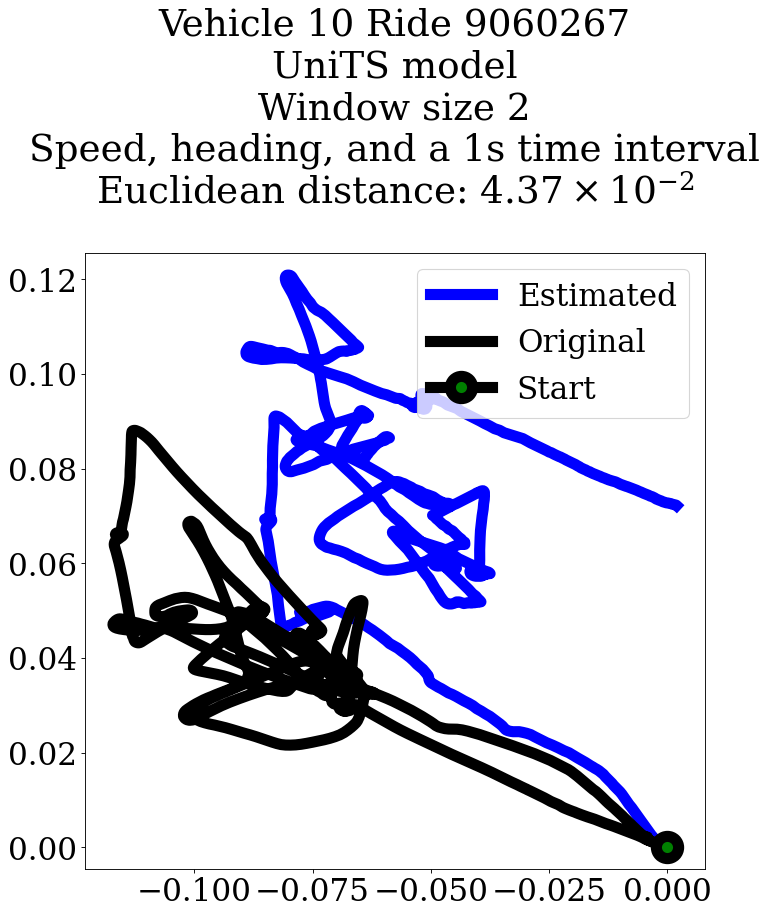 Vehicle 10 Ride 9060267
UniTS model
Window size 2
Speed, heading, and a 1s time interval
Euclidean distance: 4.37 × 10⁻²
Estimated
Original
Start
0.12
0.10
0.08
0.06
0.04
0.02
0.00
−0.100 −0.075 −0.050 −0.025 0.000